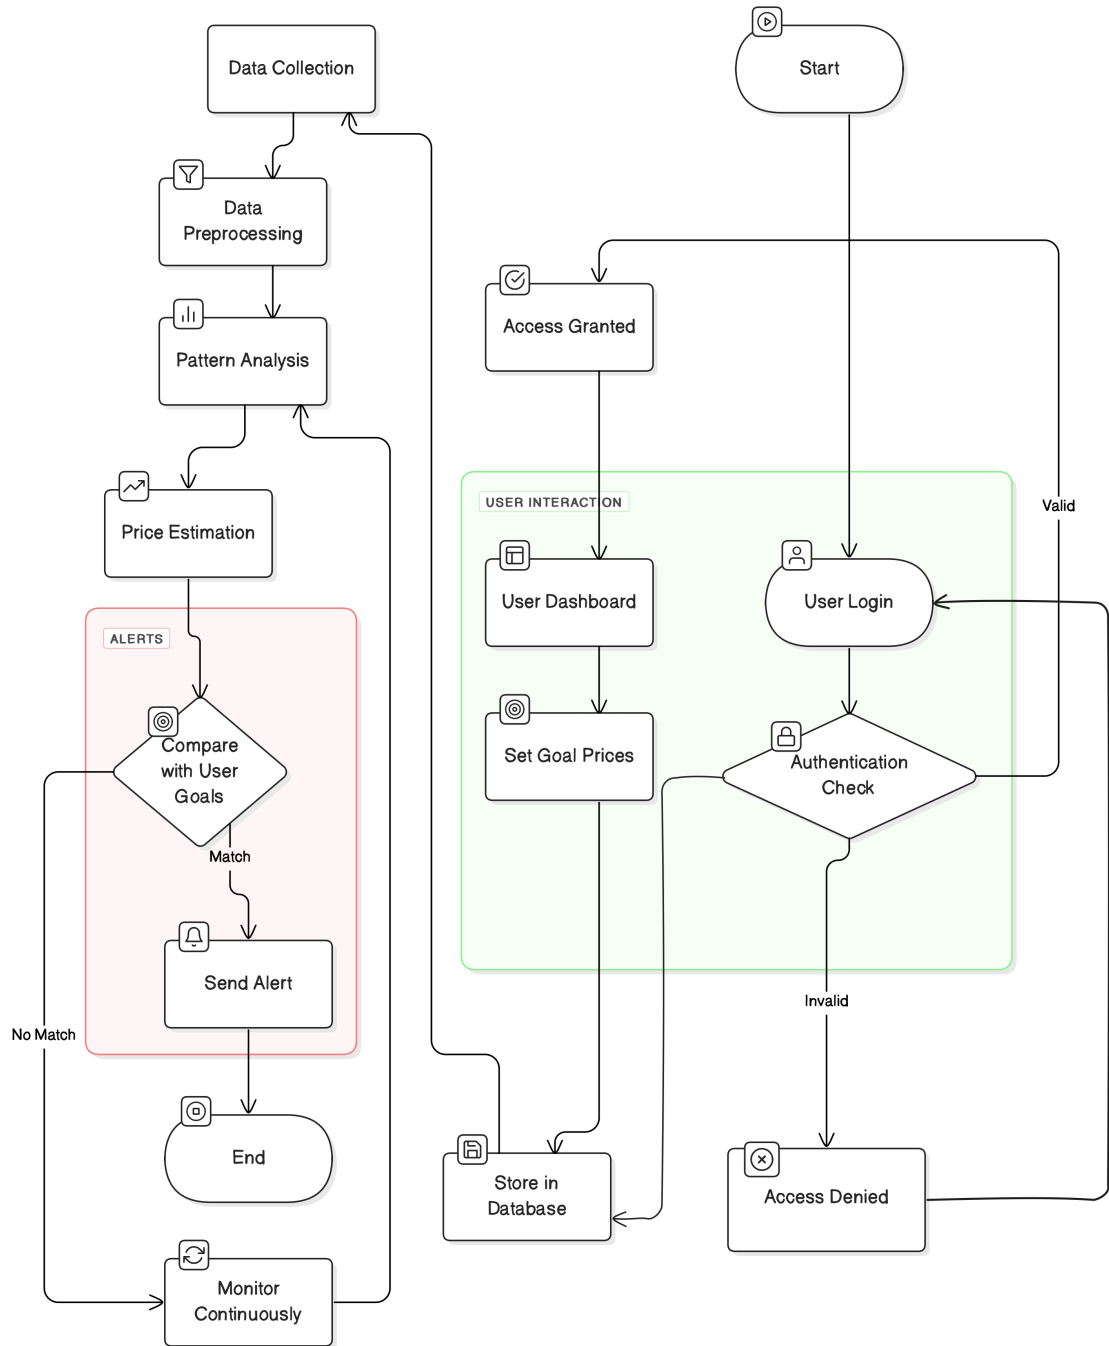 Data Collection
Start
Data
Preprocessing
Access Granted
Pattern Analysis
USER INTERACTION
Valid
Price Estimation
User Dashboard
User Login
ALERTS
Compare
with User
Goals
Set Goal Prices
Authentication
Check
Match
Send Alert
Invalid
No Match
End
Store in
Database
Access Denied
Monitor
Continuously